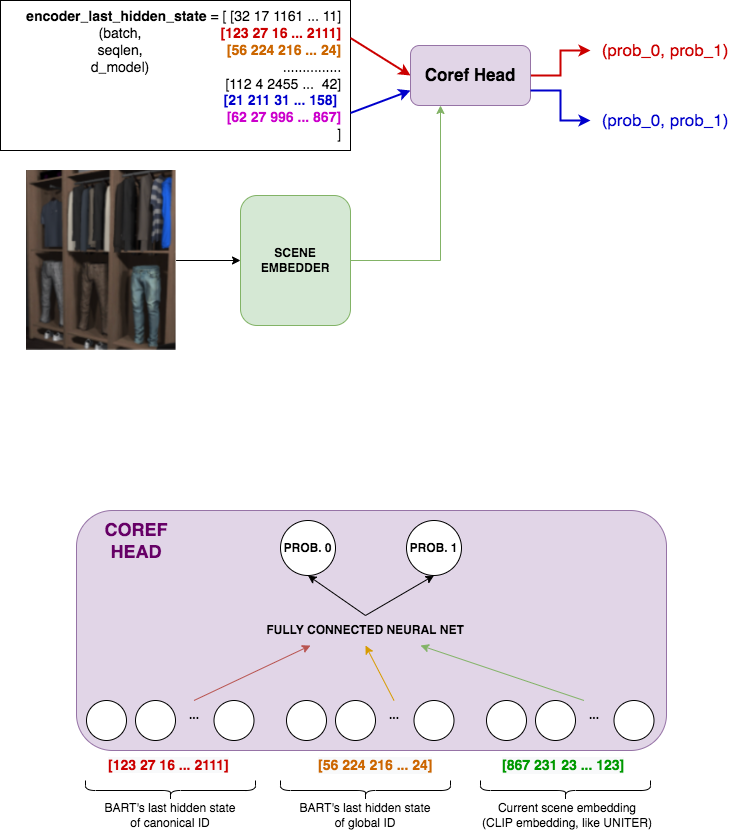 encoder_last_hidden_state = [ [32 17 1161 ... 11]
(batch, [123 27 16 ... 2111]
seqlen, [56 224 216 ... 24]
d_model) ...............
[112 4 2455 ... 42]
[21 211 31 ... 158]
[62 27 996 ... 867]
]
Coref Head
(prob_0, prob_1)
(prob_0, prob_1)
SCENE
EMBEDDER
COREF
HEAD
PROB. 0 PROB. 1
FULLY CONNECTED NEURAL NET
... ... ...
[123 27 16 ... 2111] [56 224 216 ... 24] [867 231 23 ... 123]
BART's last hidden state BART's last hidden state Current scene embedding
of canonical ID of global ID (CLIP embedding, like UNITER)